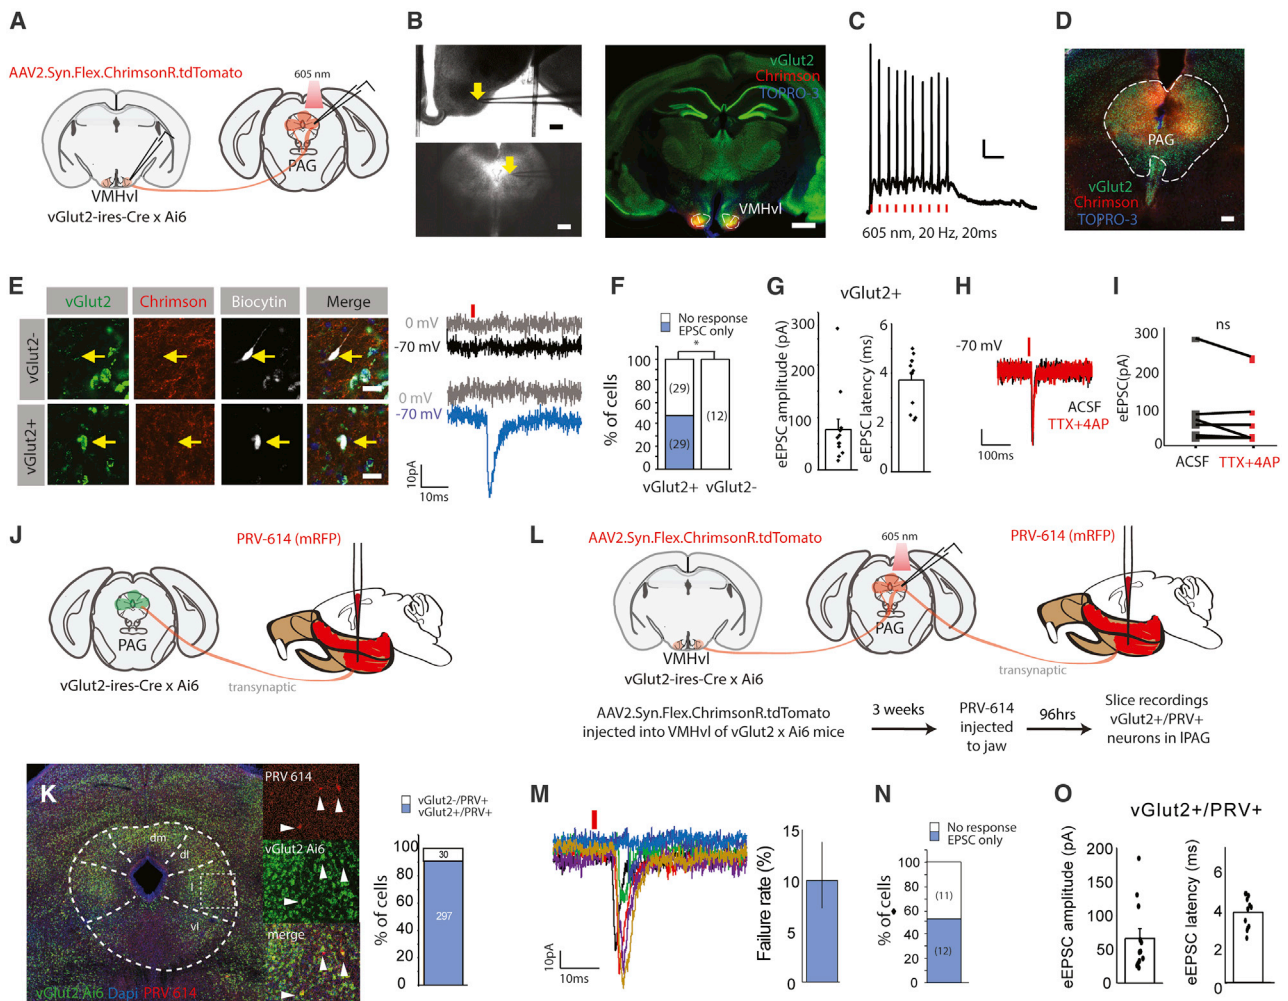 A
AAV2.Syn.Flex.ChrimsonR.tdTomato
605 nm
PAG
VMHvl
vGlut2-ires-Cre x Ai6
B
vGlut2
Chrimson
TOPRO-3
VMHvl
C
605 nm, 20 Hz, 20ms
D
PAG
vGlut2
Chrimson
TOPRO-3
E
vGlut2
Chrimson
Biocytin
Merge
vGlut2-
vGlut2+
0 mV
-70 mV
0 mV
-70 mV
10pA
10ms
F
No response
EPSC only
*
% of cells
100
80
60
40
20
0
(29)
(29)
(12)
vGlut2+
vGlut2-
G
vGlut2+
eEPSC amplitude (pA)
300
200
100
0
eEPSC latency (ms)
6
4
2
0
H
-70 mV
ACSF
TTX+4AP
100ms
I
ns
eEPSC(pA)
300
200
100
0
ACSF
TTX+4AP
J
PRV-614 (mRFP)
PAG
vGlut2-ires-Cre x Ai6
transynaptic
K
dm
dl
l
vl
vGlut2 Ai6 Dapi PRV 614
PRV 614
vGlut2 Ai6
merge
vGlut2-/PRV+
vGlut2+/PRV+
% of cells
100
80
60
40
20
0
30
297
L
AAV2.Syn.Flex.ChrimsonR.tdTomato
605 nm
PRV-614 (mRFP)
PAG
VMHvl
vGlut2-ires-Cre x Ai6
transynaptic
AAV2.Syn.Flex.ChrimsonR.tdTomato
injected into VMHvl of vGlut2 x Ai6 mice
3 weeks
PRV-614
injected
to jaw
96hrs
Slice recordings
vGlut2+/PRV+
neurons in lPAG
M
10pA
10ms
Failure rate (%)
15
10
5
0
N
No response
EPSC only
% of cells
100
80
60
40
20
0
(11)
(12)
O
vGlut2+/PRV+
eEPSC amplitude (pA)
200
150
100
50
0
eEPSC latency (ms)
6
4
2
0